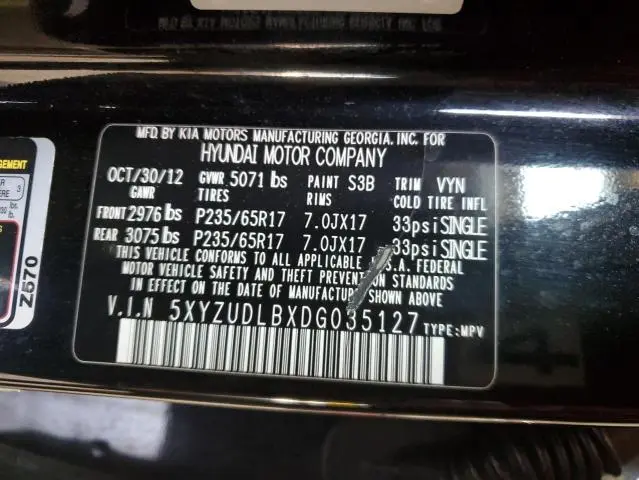 MFD. BY KIA MOTORS MANUFACTURING GEORGIA, INC. FOR
HYUNDAI MOTOR COMPANY
OCT/30/12 GVWR 5071 lbs PAINT S3B TRIM VYN
GAWR TIRES RIMS COLD TIRE INFL
FRONT 2976 lbs P235/65R17 7.0JX17 33psi SINGLE
REAR 3075 lbs P235/65R17 7.0JX17 33psi SINGLE
THIS VEHICLE CONFORMS TO ALL APPLICABLE U.S.A. FEDERAL
MOTOR VEHICLE SAFETY AND THEFT PREVENTION STANDARDS
IN EFFECT ON THE DATE OF MANUFACTURE SHOWN ABOVE
V.I.N 5XYZUDLBXDG035127 TYPE:MPV
Z570